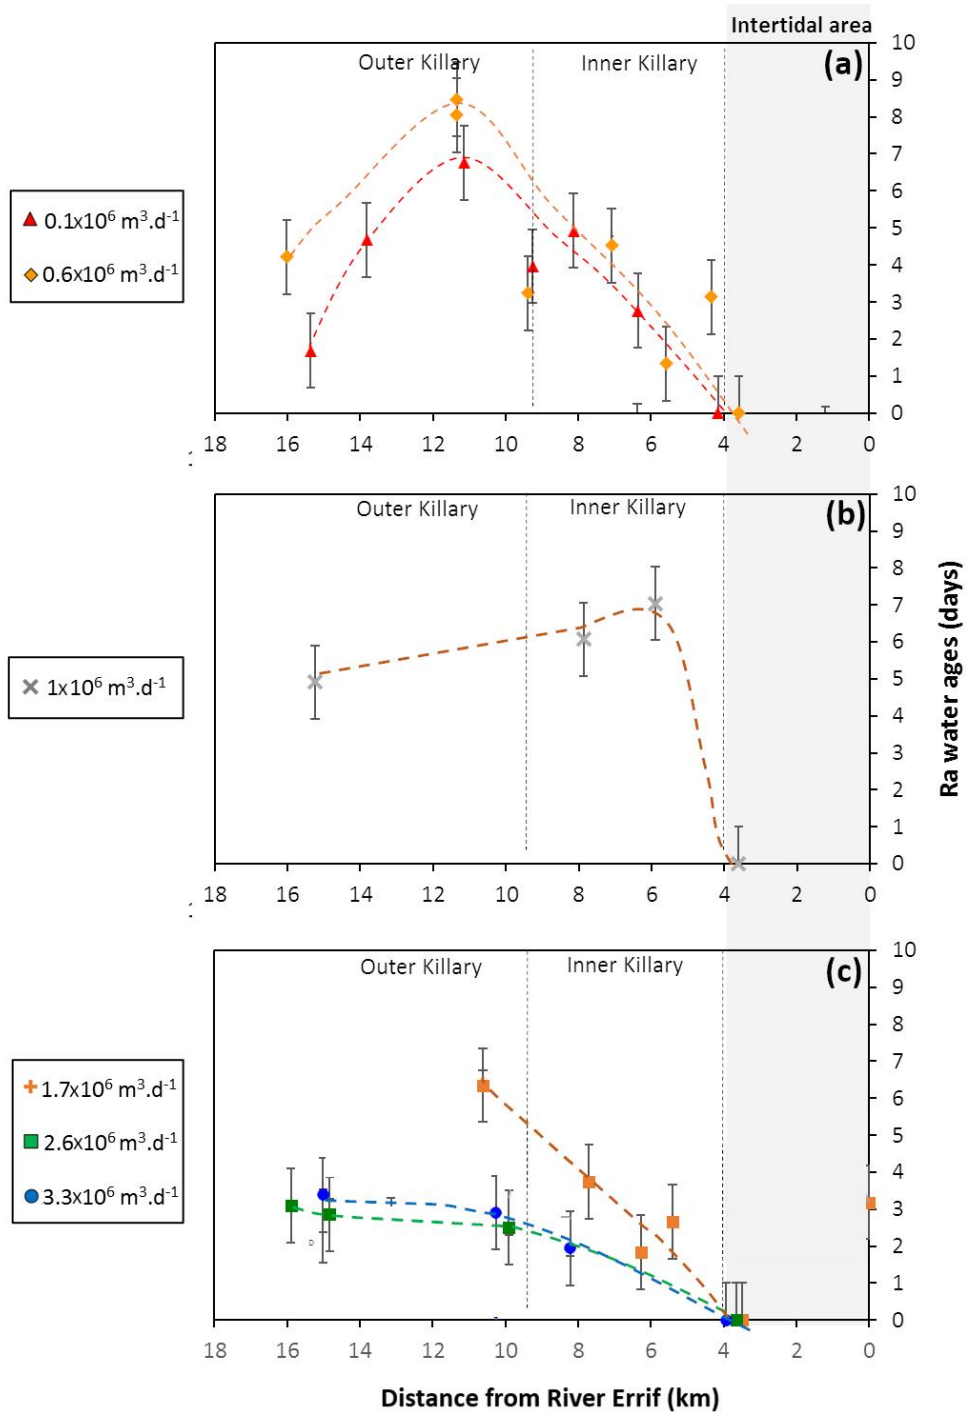 Intertidal area
Outer Killary Inner Killary (a)
10
9
8
7
6
5
4
3
2
1
0
0.1x10⁶ m³.d⁻¹
0.6x10⁶ m³.d⁻¹
18 16 14 12 10 8 6 4 2 0
Outer Killary Inner Killary (b)
10
9
8
7
6
5
4
3
2
1
0
1x10⁶ m³.d⁻¹
18 16 14 12 10 8 6 4 2 0
Ra water ages (days)
Outer Killary Inner Killary (c)
10
9
8
7
6
5
4
3
2
1
0
1.7x10⁶ m³.d⁻¹
2.6x10⁶ m³.d⁻¹
3.3x10⁶ m³.d⁻¹
18 16 14 12 10 8 6 4 2 0
Distance from River Errif (km)